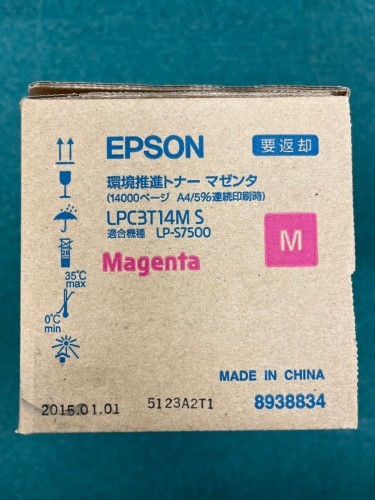 EPSON
要返却
環境推進トナー マゼンタ
(14000ページ A4/5%連続印刷時)
LPC3T14M S
適合機種 LP-S7500
Magenta
M
35℃
max
0℃
min
MADE IN CHINA
2015.01.01
5123A2T1
8938834